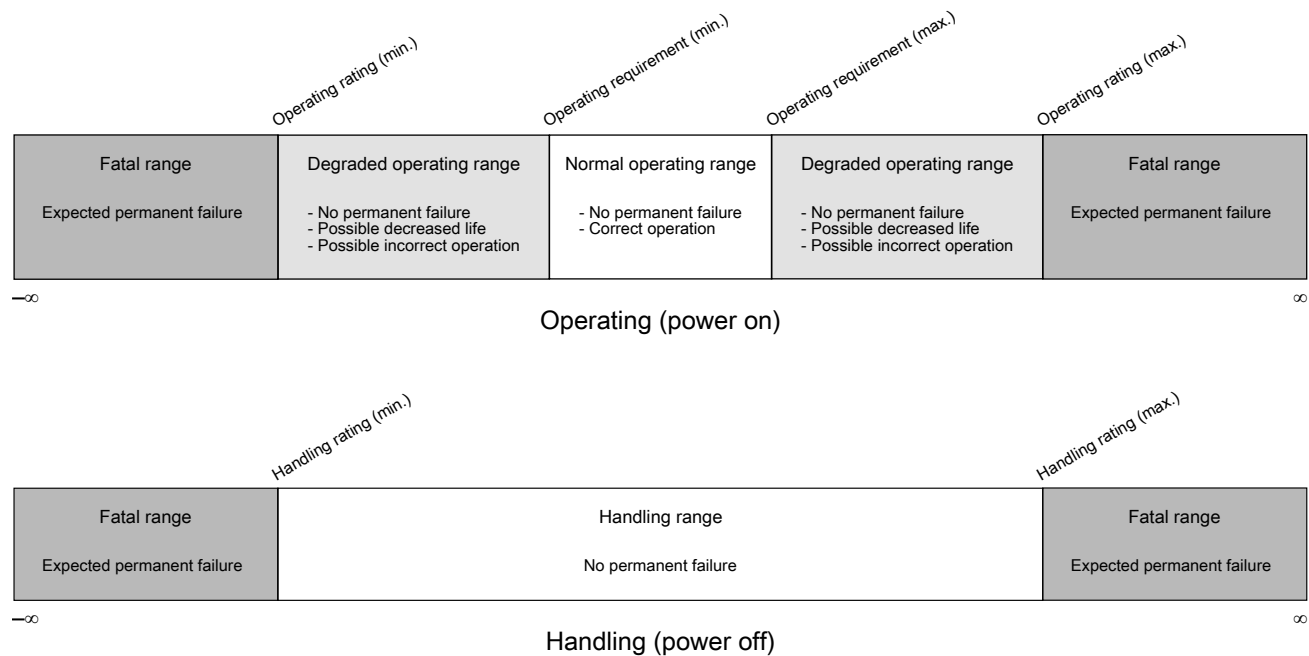 Operating rating (min.)
Operating requirement (min.)
Operating requirement (max.)
Operating rating (max.)
Fatal range
Expected permanent failure
Degraded operating range
- No permanent failure
- Possible decreased life
- Possible incorrect operation
Normal operating range
- No permanent failure
- Correct operation
Degraded operating range
- No permanent failure
- Possible decreased life
- Possible incorrect operation
Fatal range
Expected permanent failure
–∞
∞
Operating (power on)
Handling rating (min.)
Handling rating (max.)
Fatal range
Expected permanent failure
Handling range
No permanent failure
Fatal range
Expected permanent failure
–∞
∞
Handling (power off)